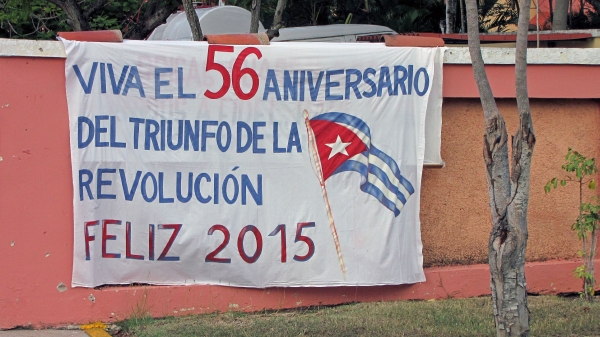 VIVA EL 56 ANIVERSARIO
DEL TRIUNFO DE LA
REVOLUCIÓN
FELIZ 2015